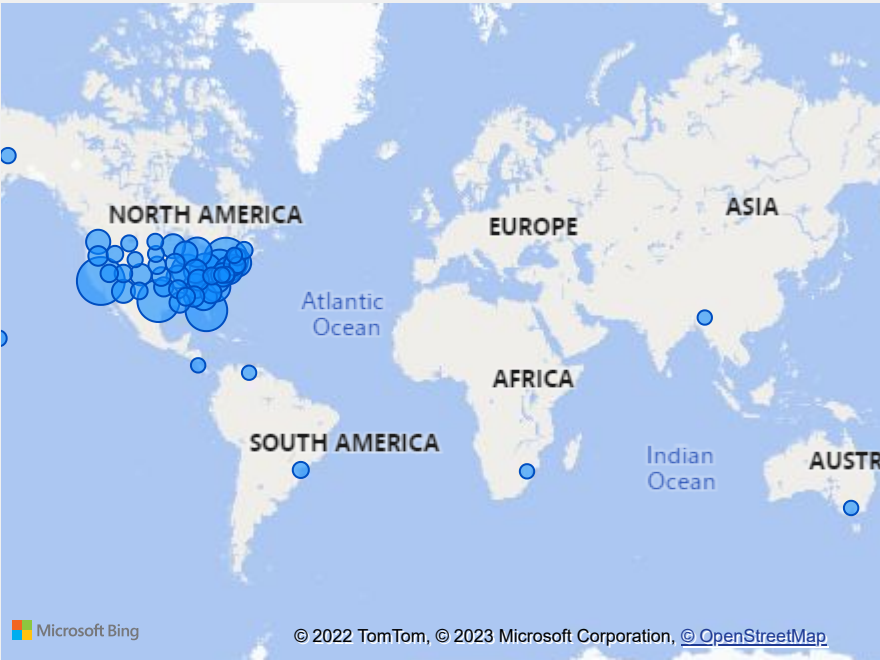 NORTH AMERICA
ASIA
EUROPE
Atlantic
Ocean
AFRICA
SOUTH AMERICA
Indian
Ocean
AUSTR
Microsoft Bing
© 2022 TomTom, © 2023 Microsoft Corporation, © OpenStreetMap